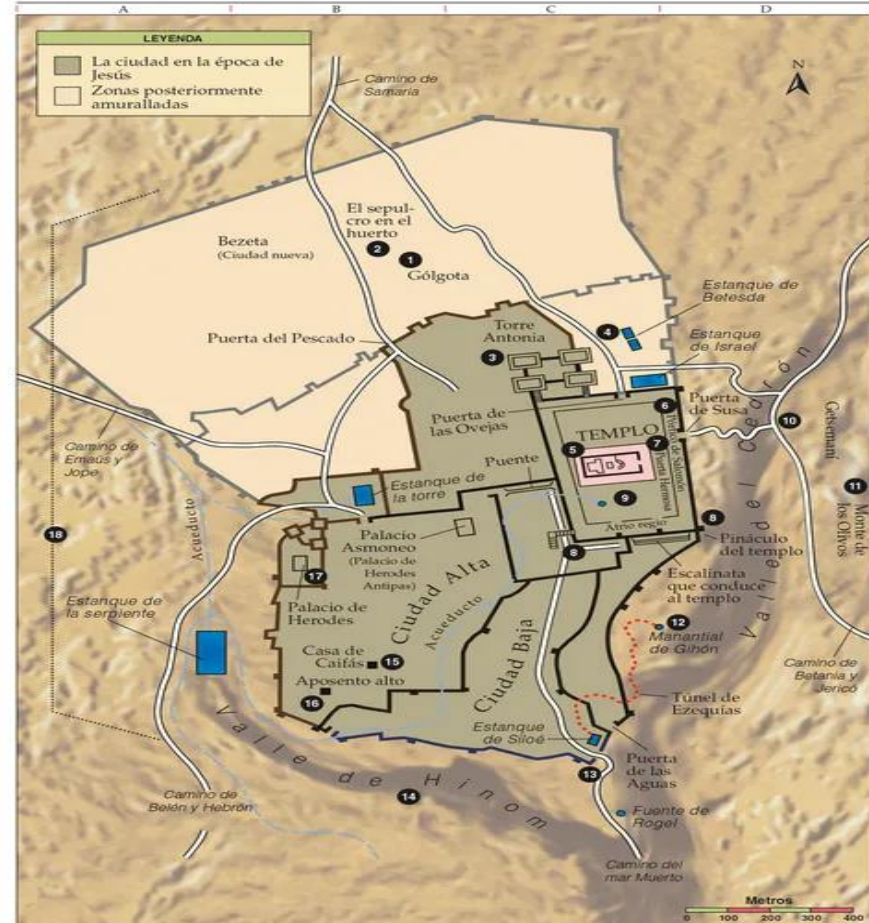 A
B
C
D
LEYENDA
La ciudad en la época de
Jesús
Zonas posteriormente
amuralladas
N
Camino de
Samaria
El sepul-
cro en el
huerto
Bezeta
(Ciudad nueva)
2
1
Gólgota
Estanque de
Betesda
4
Torre
Antonia
Estanque
de Israel
Puerta del Pescado
3
Puerta de
las Ovejas
6
Puerta
de Susa
TEMPLO
5
7
Pórtico de Salomón
Puerta Hermosa
10
Getsemaní
Camino de
Emaús y
Jope
Puente
9
11
Monte de
los Olivos
Estanque de
la torre
Atrio regio
8
Pináculo
del templo
18
Acueducto
Palacio
Asmoneo
(Palacio de
Herodes
Antipas)
8
Escalinata
que conduce
al templo
17
Palacio de
Herodes
Ciudad Alta
Acueducto
Valle del Cedrón
Estanque de
la serpiente
12
Manantial
de Gihón
Casa de
Caifás
15
Ciudad Baja
Camino de
Betania y
Jericó
Aposento alto
16
Túnel de
Ezequías
Estanque
de Siloé
Puerta
de las
Aguas
Valle de Hinom
13
Camino de
Belén y Hebrón
14
Fuente de
Rogel
Camino del
mar Muerto
Metros
0 100 200 300 400